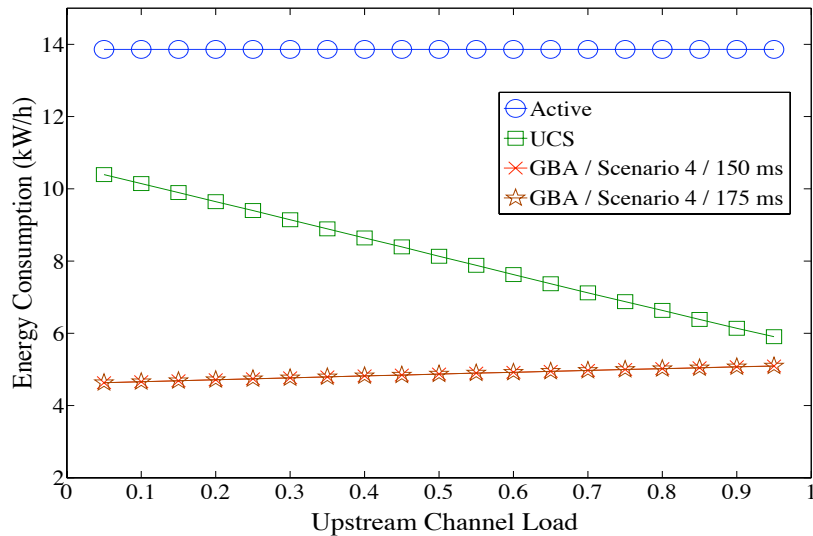 14
12
10
8
6
4
2
Energy Consumption (kW/h)
Active
UCS
GBA / Scenario 4 / 150 ms
GBA / Scenario 4 / 175 ms
0 0.1 0.2 0.3 0.4 0.5 0.6 0.7 0.8 0.9 1
Upstream Channel Load